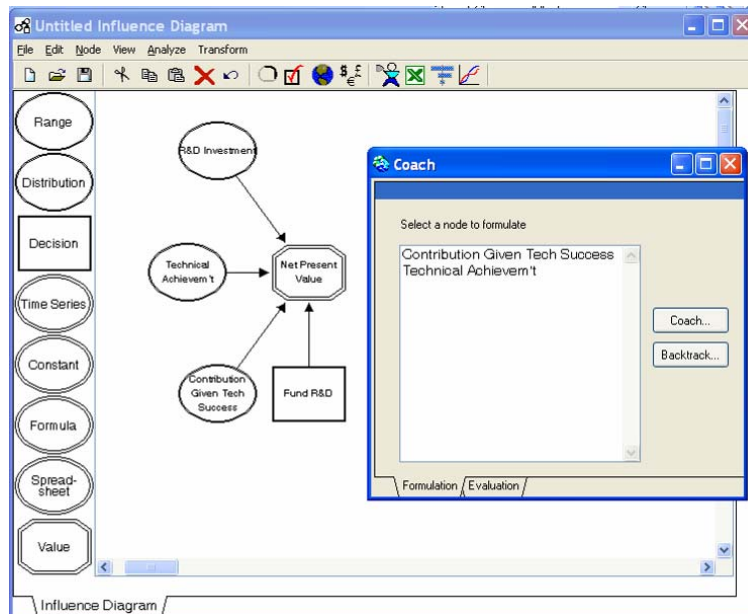 Untitled Influence Diagram
File Edit Node View Analyze Transform
Range
Distribution
Decision
Time Series
Constant
Formula
Spread-
sheet
Value
R&D Investment
Technical
Achievem't
Net Present
Value
Contribution
Given Tech
Success
Fund R&D
Influence Diagram
Coach
Select a node to formulate
Contribution Given Tech Success
Technical Achievem't
Coach...
Backtrack...
Formulation Evaluation